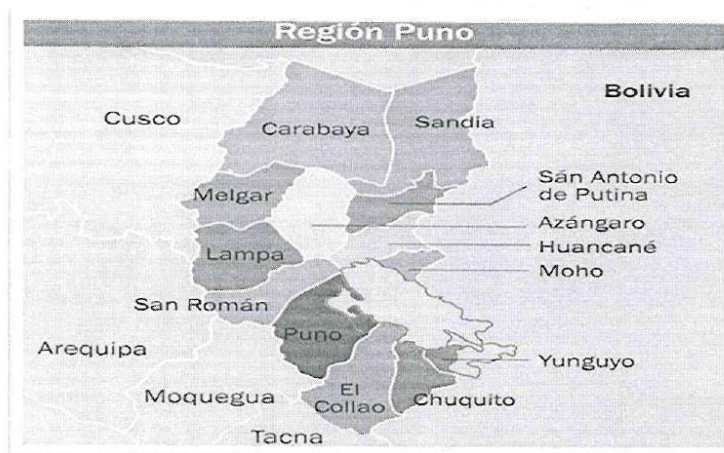 Región Puno
Bolivia
Cusco
Carabaya
Sandia
Sán Antonio
de Putina
Melgar
Azángaro
Huancané
Lampa
Moho
San Román
Puno
Arequipa
Yunguyo
Moquegua
El
Collao
Chuquito
Tacna